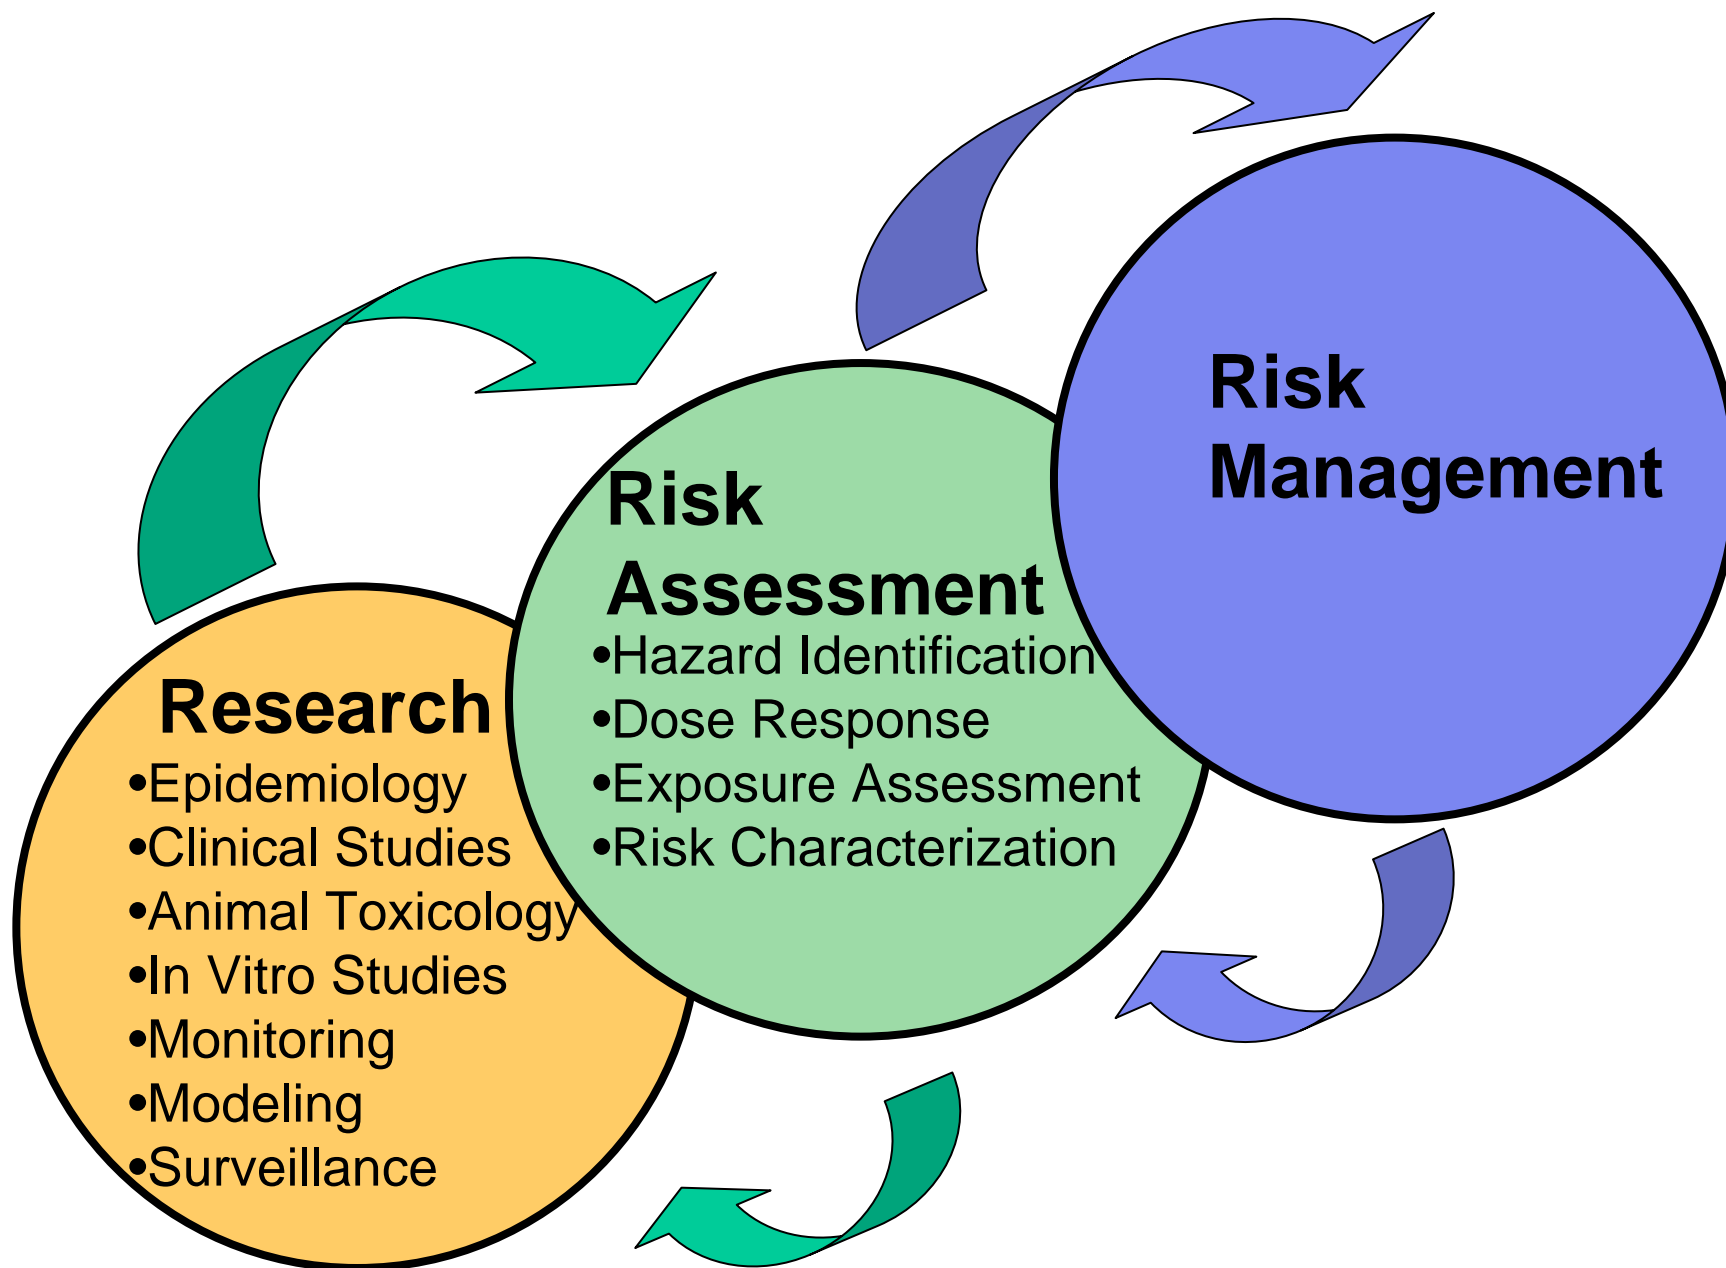 Research
•Epidemiology
•Clinical Studies
•Animal Toxicology
•In Vitro Studies
•Monitoring
•Modeling
•Surveillance
Risk
Assessment
•Hazard Identification
•Dose Response
•Exposure Assessment
•Risk Characterization
Risk
Management